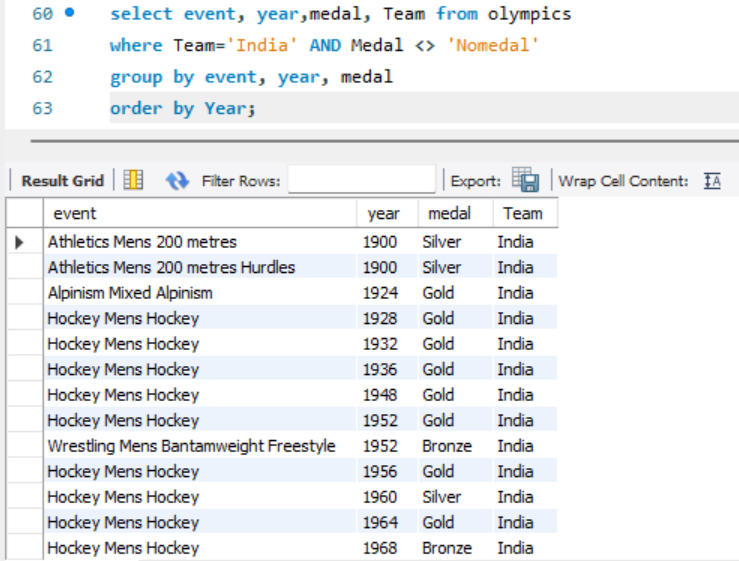 60 select event, year,medal, Team from olympics
61 where Team='India' AND Medal <> 'Nomedal'
62 group by event, year, medal
63 order by Year;
Result Grid Filter Rows: Export: Wrap Cell Content: IA
event year medal Team
Athletics Mens 200 metres 1900 Silver India
Athletics Mens 200 metres Hurdles 1900 Silver India
Alpinism Mixed Alpinism 1924 Gold India
Hockey Mens Hockey 1928 Gold India
Hockey Mens Hockey 1932 Gold India
Hockey Mens Hockey 1936 Gold India
Hockey Mens Hockey 1948 Gold India
Hockey Mens Hockey 1952 Gold India
Wrestling Mens Bantamweight Freestyle 1952 Bronze India
Hockey Mens Hockey 1956 Gold India
Hockey Mens Hockey 1960 Silver India
Hockey Mens Hockey 1964 Gold India
Hockey Mens Hockey 1968 Bronze India